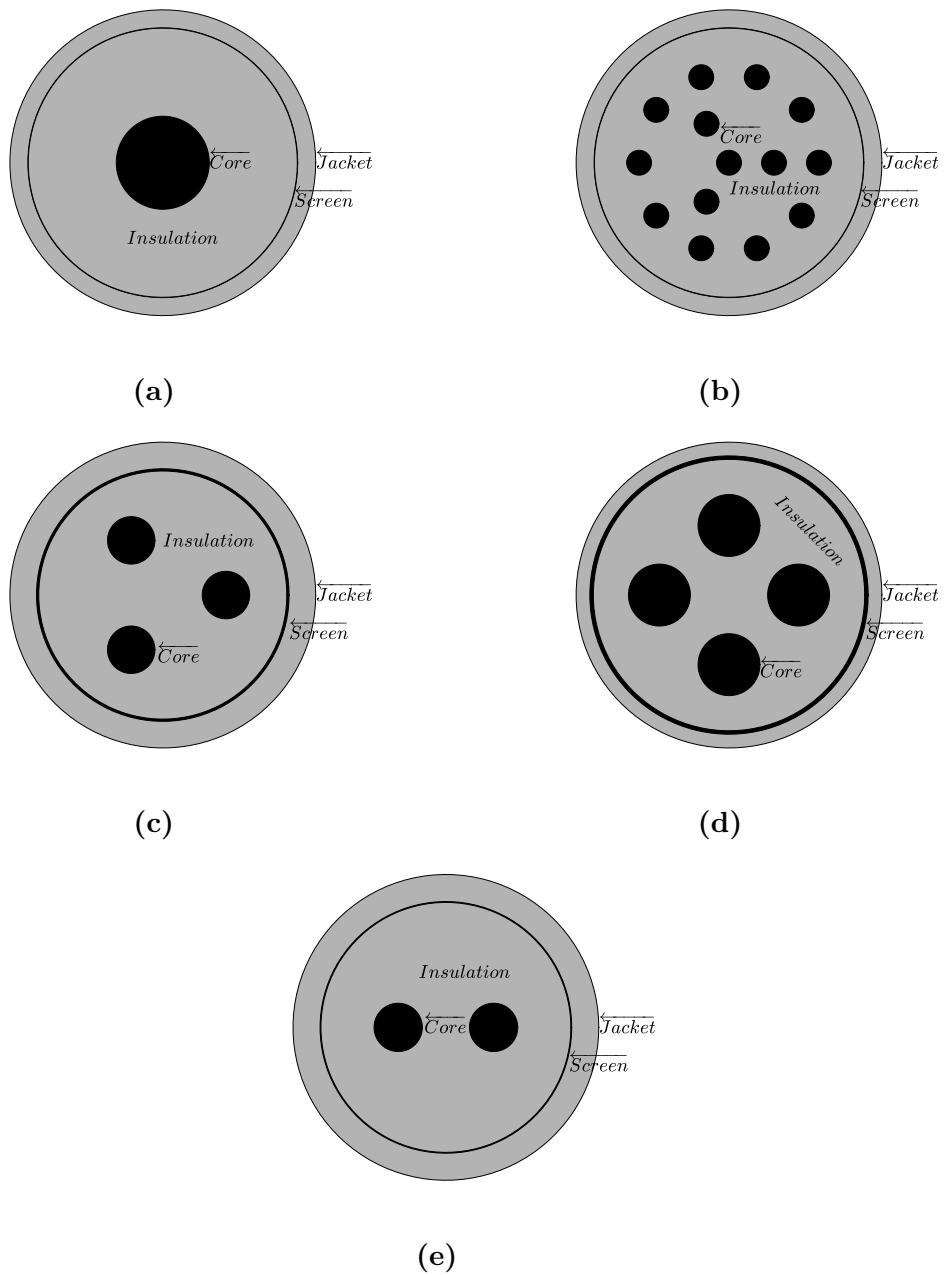 Core
Jacket
Screen
Insulation
(a)
Core
Jacket
Insulation
Screen
(b)
Insulation
Jacket
Screen
Core
(c)
Insulation
Jacket
Screen
Core
(d)
Insulation
Core
Jacket
Screen
(e)